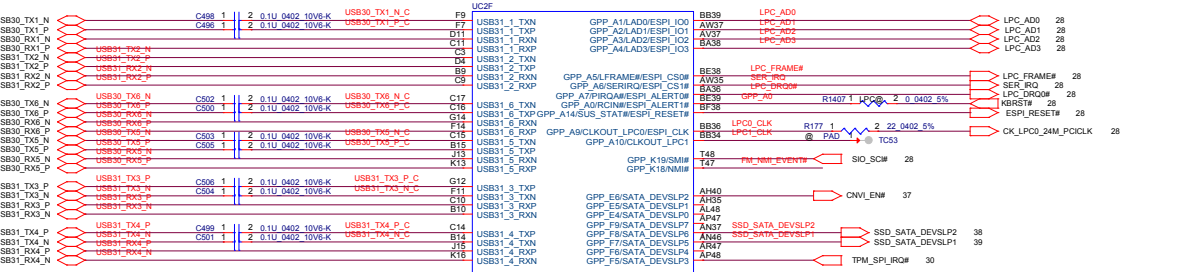 UC2F
SB30_TX1_N C498 1 2 0.1U_0402_10V6-K USB30_TX1_N_C F9 USB31_1_TXN GPP_A1/LAD0/ESPI_IO0 BB39 LPC_AD0 LPC_AD0 28
SB30_TX1_P C496 1 2 0.1U_0402_10V6-K USB30_TX1_P_C F7 USB31_1_TXP GPP_A2/LAD1/ESPI_IO1 AW37 LPC_AD1 LPC_AD1 28
SB30_RX1_N D11 USB31_1_RXN GPP_A3/LAD2/ESPI_IO2 AV37 LPC_AD2 LPC_AD2 28
SB30_RX1_P C11 USB31_1_RXP GPP_A4/LAD3/ESPI_IO3 BA38 LPC_AD3 LPC_AD3 28
SB31_TX2_N USB31_TX2_N C3 USB31_2_TXN
SB31_TX2_P USB31_TX2_P D4 USB31_2_TXP
SB31_RX2_N USB31_RX2_N B9 USB31_2_RXN GPP_A5/LFRAME#/ESPI_CS0# BE38 LPC_FRAME# LPC_FRAME# 28
SB31_RX2_P USB31_RX2_P C9 USB31_2_RXP GPP_A6/SERIRQ/ESPI_CS1# AW35 SER_IRQ SER_IRQ 28
GPP_A7/PIRQA#/ESPI_ALERT0# BA36 LPC_DRQ0# LPC_DRQ0# 28
SB30_TX6_N USB30_TX6_N C502 1 2 0.1U_0402_10V6-K USB30_TX6_N_C C17 USB31_6_TXN GPP_A0/RCIN#/ESPI_ALERT1# BE39 GPP_A0 R1407 1 LPC@ 2 0_0402_5% KBRST# 28
SB30_TX6_P USB30_TX6_P C500 1 2 0.1U_0402_10V6-K USB30_TX6_P_C C16 USB31_6_TXP GPP_A14/SUS_STAT#/ESPI_RESET# BF38 ESPI_RESET# 28
SB30_RX6_N USB30_RX6_N G14 USB31_6_RXN
SB30_RX6_P USB30_RX6_P F14 USB31_6_RXP GPP_A9/CLKOUT_LPC0/ESPI_CLK BB36 LPC0_CLK R177 1 2 22_0402_5% CK_LPC0_24M_PCICLK 28
SB30_TX5_N USB30_TX5_N C503 1 2 0.1U_0402_10V6-K USB30_TX5_N_C C15 USB31_5_TXN GPP_A10/CLKOUT_LPC1 BB34 LPC1_CLK @ PAD TC53
SB30_TX5_P USB30_TX5_P C505 1 2 0.1U_0402_10V6-K USB30_TX5_P_C B15 USB31_5_TXP
SB30_RX5_N USB30_RX5_N J13 USB31_5_RXN GPP_K19/SMI# T48 FM_NMI_EVENT# SIO_SCI# 28
SB30_RX5_P USB30_RX5_P K13 USB31_5_RXP GPP_K18/NMI# T47
SB31_TX3_P USB31_TX3_P C506 1 2 0.1U_0402_10V6-K USB31_TX3_P_C G12 USB31_3_TXP
SB31_TX3_N USB31_TX3_N C504 1 2 0.1U_0402_10V6-K USB31_TX3_N_C F11 USB31_3_TXN GPP_E6/SATA_DEVSLP2 AH40 CNVI_EN# 37
SB31_RX3_P USB31_RX3_P C10 USB31_3_RXP GPP_E5/SATA_DEVSLP1 AH35
SB31_RX3_N USB31_RX3_N B10 USB31_3_RXN GPP_E4/SATA_DEVSLP0 AL48
GPP_F9/SATA_DEVSLP7 AP47
SB31_TX4_P USB31_TX4_P C499 1 2 0.1U_0402_10V6-K USB31_TX4_P_C C14 USB31_4_TXP GPP_F8/SATA_DEVSLP6 AN37 SSD_SATA_DEVSLP2 SSD_SATA_DEVSLP2 38
SB31_TX4_N USB31_TX4_N C501 1 2 0.1U_0402_10V6-K USB31_TX4_N_C B14 USB31_4_TXN GPP_F7/SATA_DEVSLP5 AN46 SSD_SATA_DEVSLP1 SSD_SATA_DEVSLP1 39
SB31_RX4_P USB31_RX4_P J15 USB31_4_RXP GPP_F6/SATA_DEVSLP4 AR47
SB31_RX4_N USB31_RX4_N K16 USB31_4_RXN GPP_F5/SATA_DEVSLP3 AP48 TPM_SPI_IRQ# 30